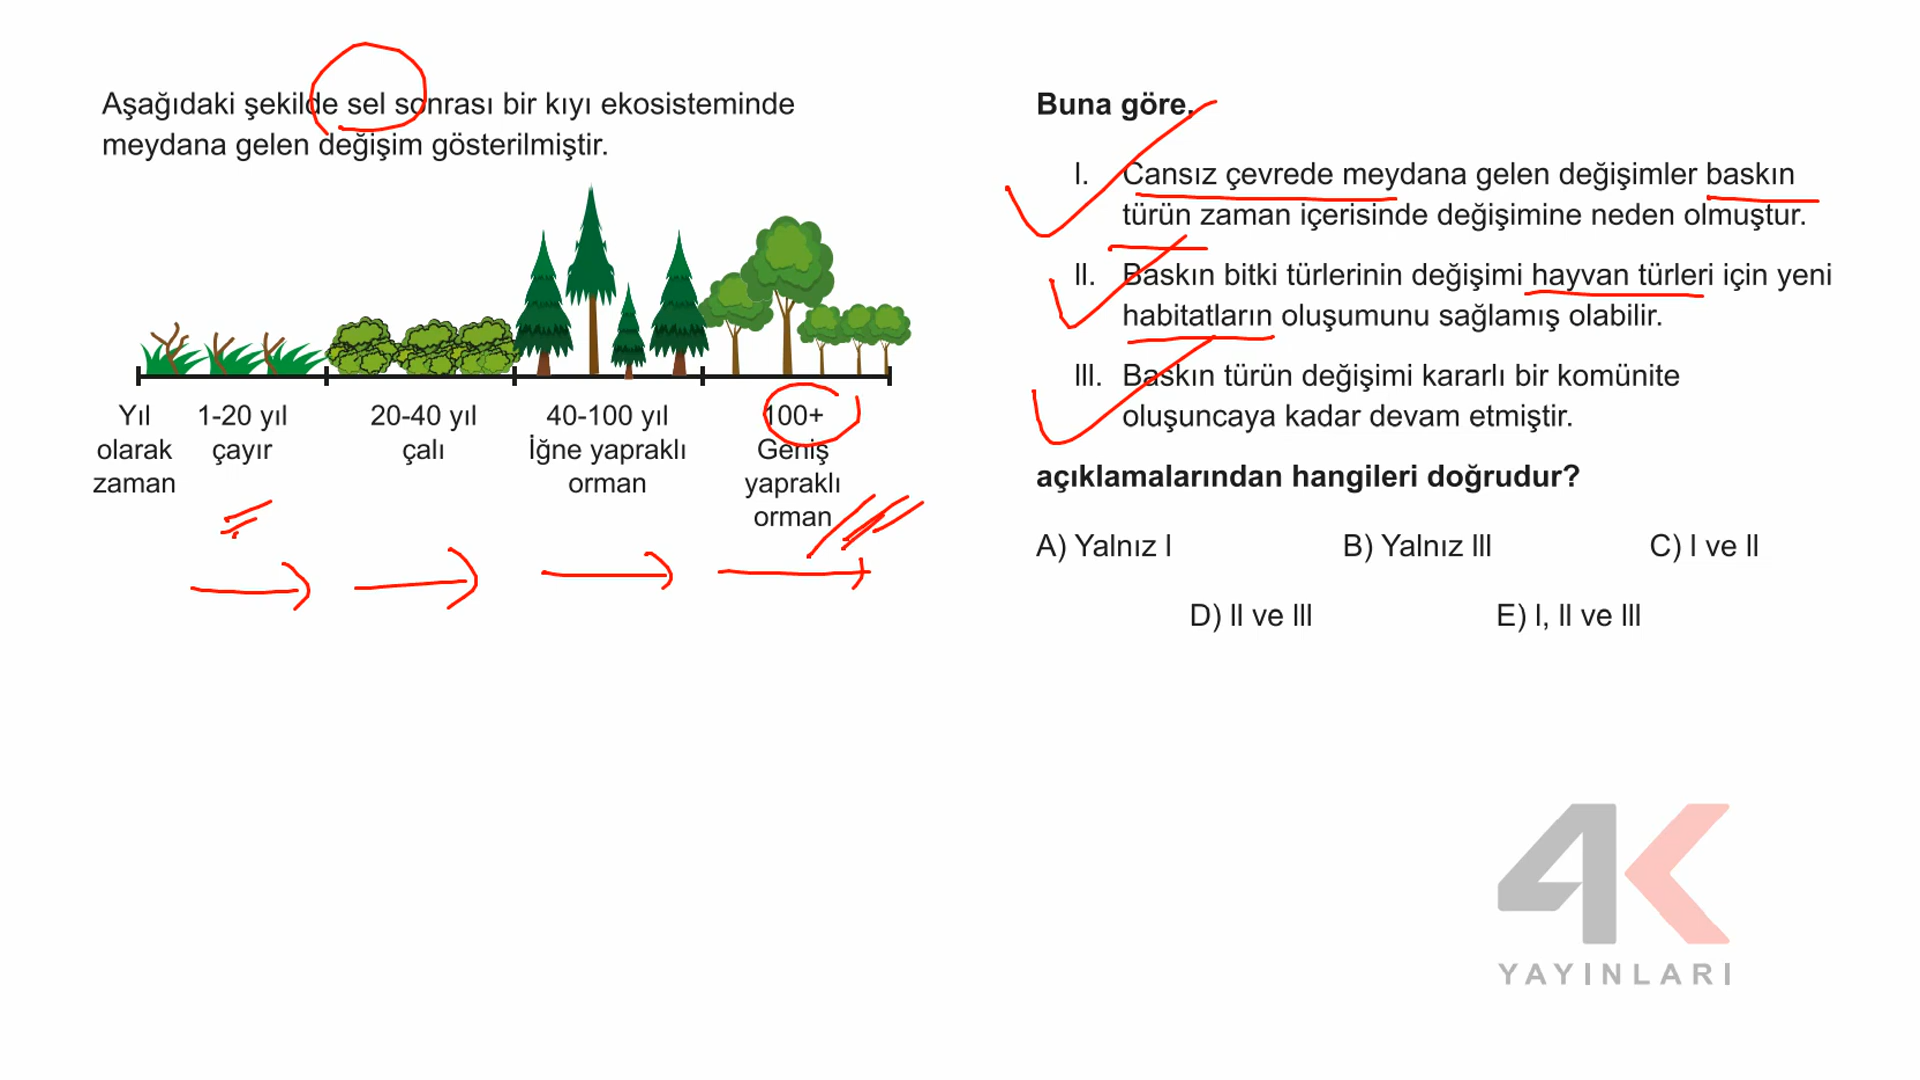 Aşağıdaki şekilde sel sonrası bir kıyı ekosisteminde
meydana gelen değişim gösterilmiştir.
Yıl
olarak
zaman
1-20 yıl
çayır
20-40 yıl
çalı
40-100 yıl
İğne yapraklı
orman
100+
Geniş
yapraklı
orman
Buna göre,
I. Cansız çevrede meydana gelen değişimler baskın
türün zaman içerisinde değişimine neden olmuştur.
II. Baskın bitki türlerinin değişimi hayvan türleri için yeni
habitatların oluşumunu sağlamış olabilir.
III. Baskın türün değişimi kararlı bir komünite
oluşuncaya kadar devam etmiştir.
açıklamalarından hangileri doğrudur?
A) Yalnız I B) Yalnız III C) I ve II
D) II ve III E) I, II ve III
4K
YAYINLARI